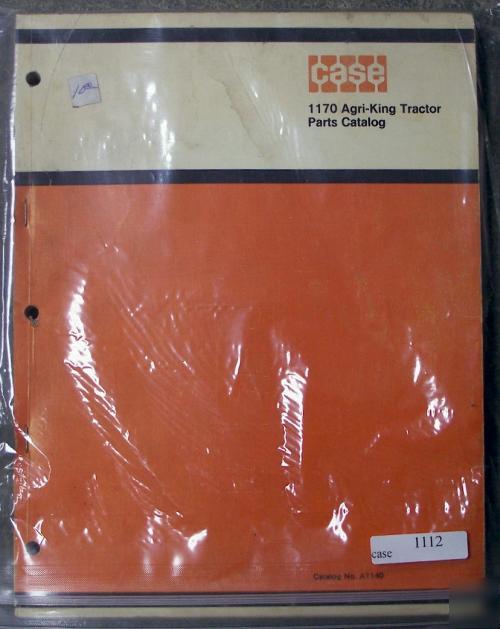 case
1170 Agri-King Tractor
Parts Catalog
1112
case
Catalog No. A1140